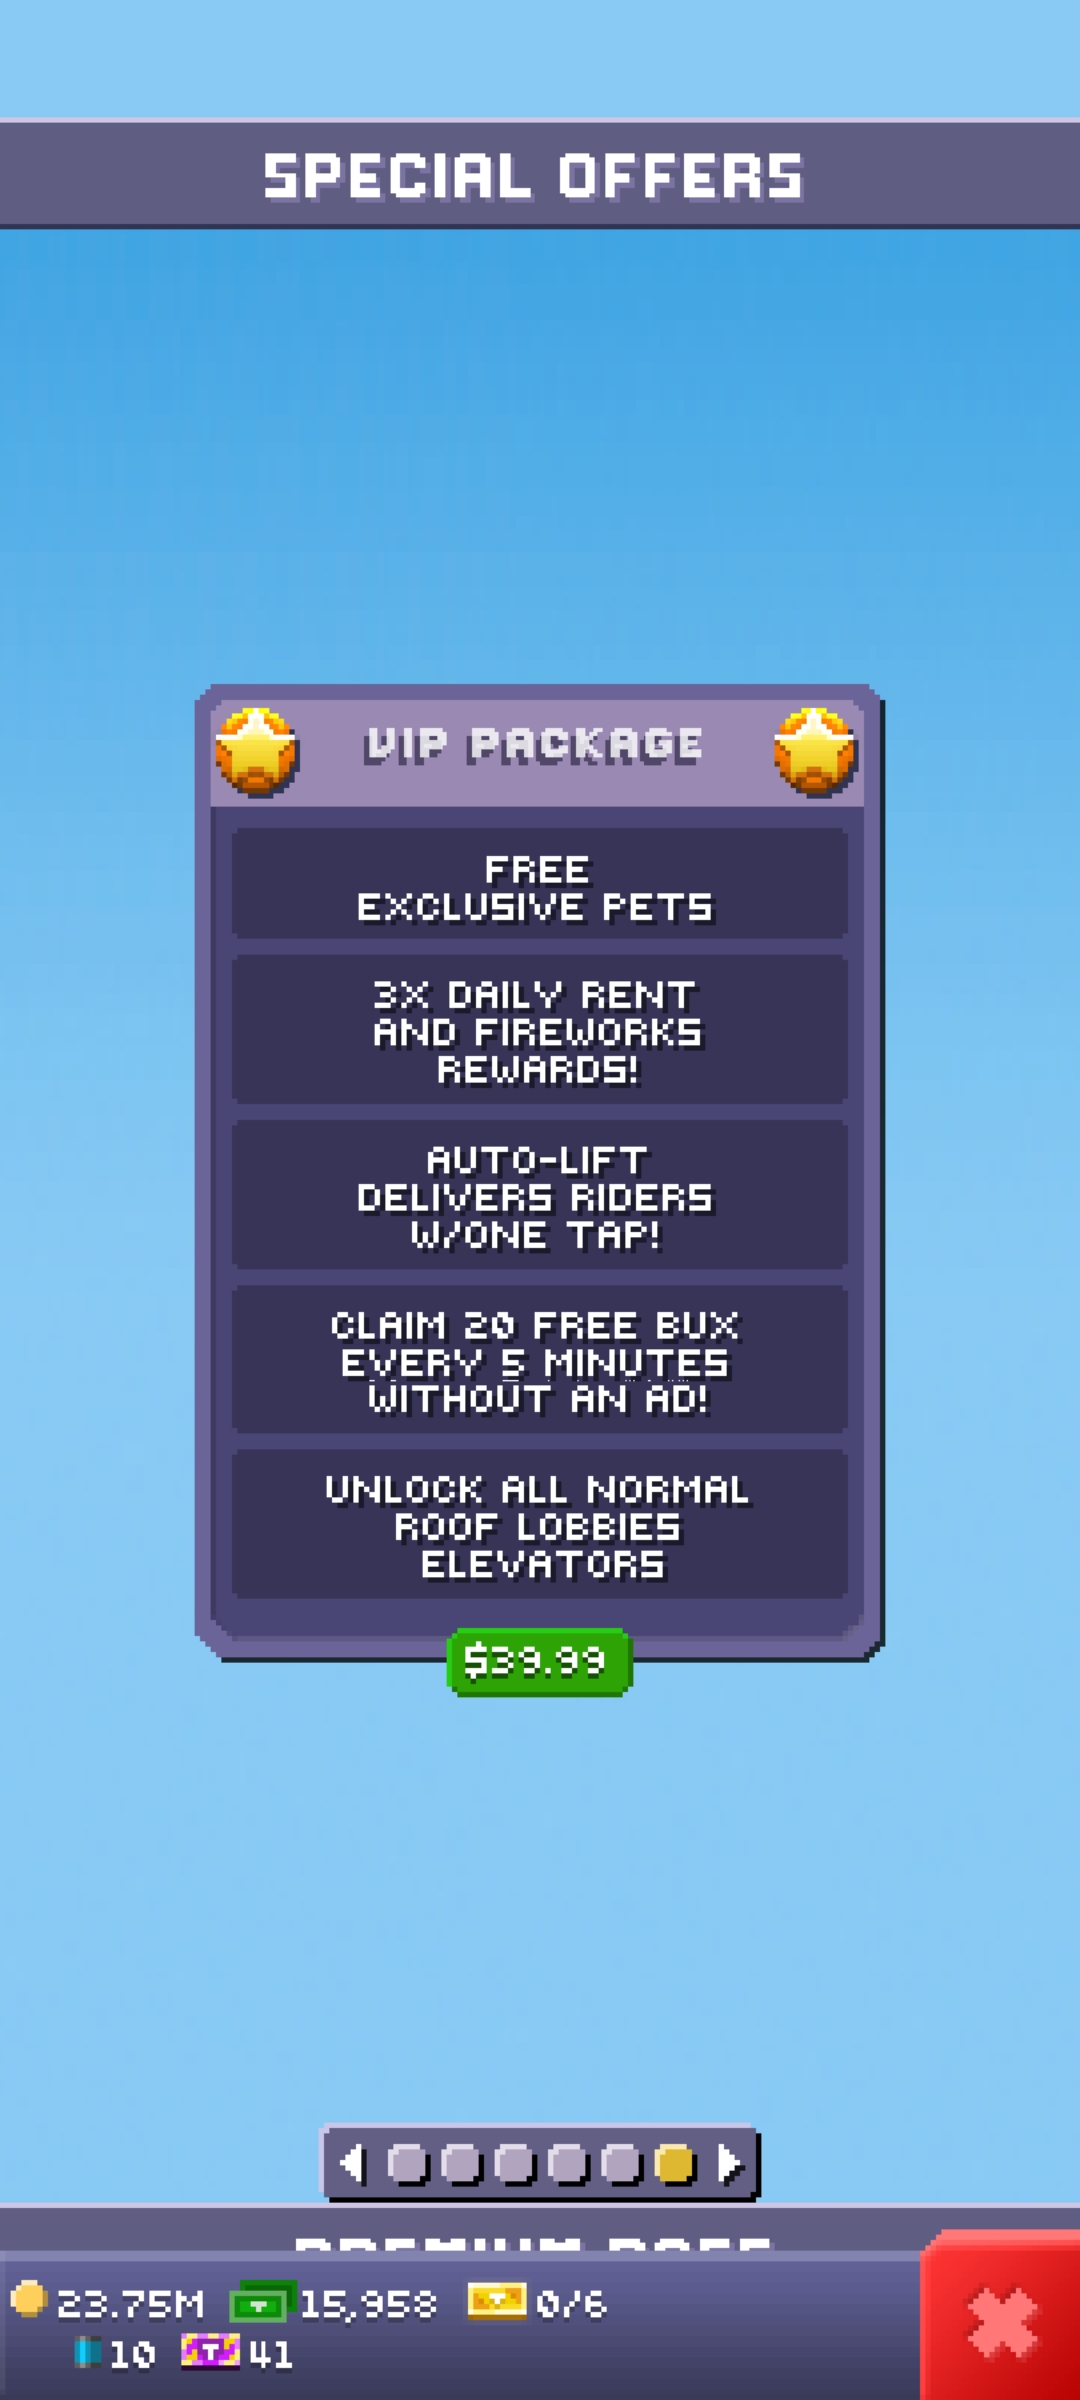 SPECIAL OFFERS
VIP PACKAGE
FREE
EXCLUSIVE PETS
3X DAILY RENT
AND FIREWORKS
REWARDS!
AUTO-LIFT
DELIVERS RIDERS
W/ONE TAP!
CLAIM 20 FREE BUX
EVERY 5 MINUTES
WITHOUT AN AD!
UNLOCK ALL NORMAL
ROOF LOBBIES
ELEVATORS
$39.99
23.75M 15,958 0/6
10 41